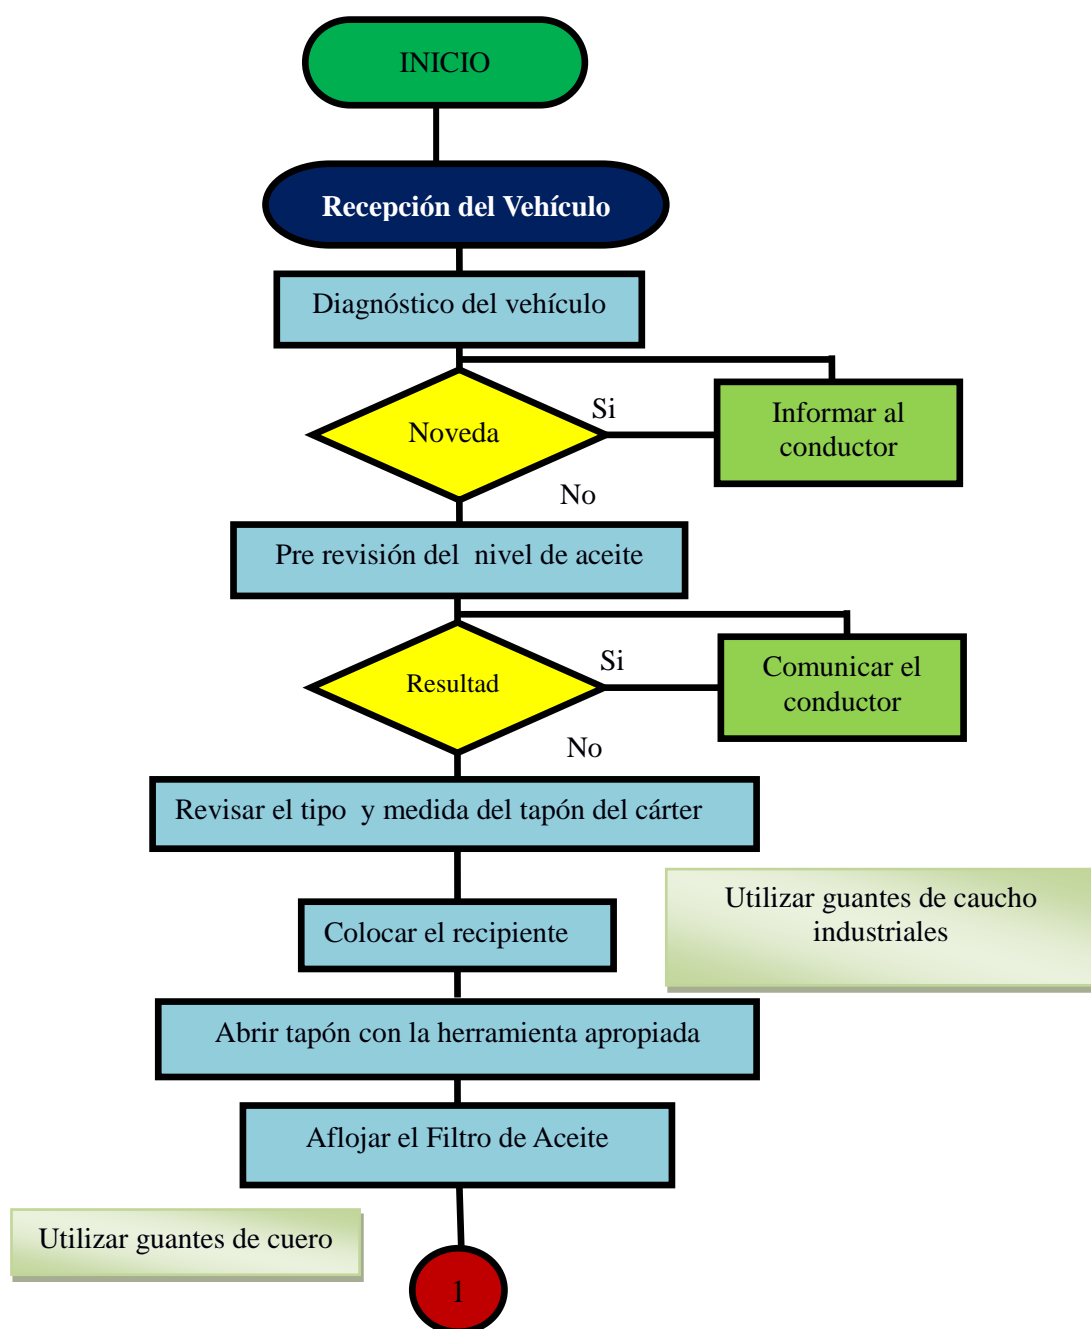 INICIO
Recepción del Vehículo
Diagnóstico del vehículo
Si
Informar al
conductor
Noveda
No
Pre revisión del  nivel de aceite
Si
Comunicar el
conductor
Resultad
No
Revisar el tipo  y medida del tapón del cárter
Utilizar guantes de caucho
industriales
Colocar el recipiente
Abrir tapón con la herramienta apropiada
Aflojar el Filtro de Aceite
Utilizar guantes de cuero
1